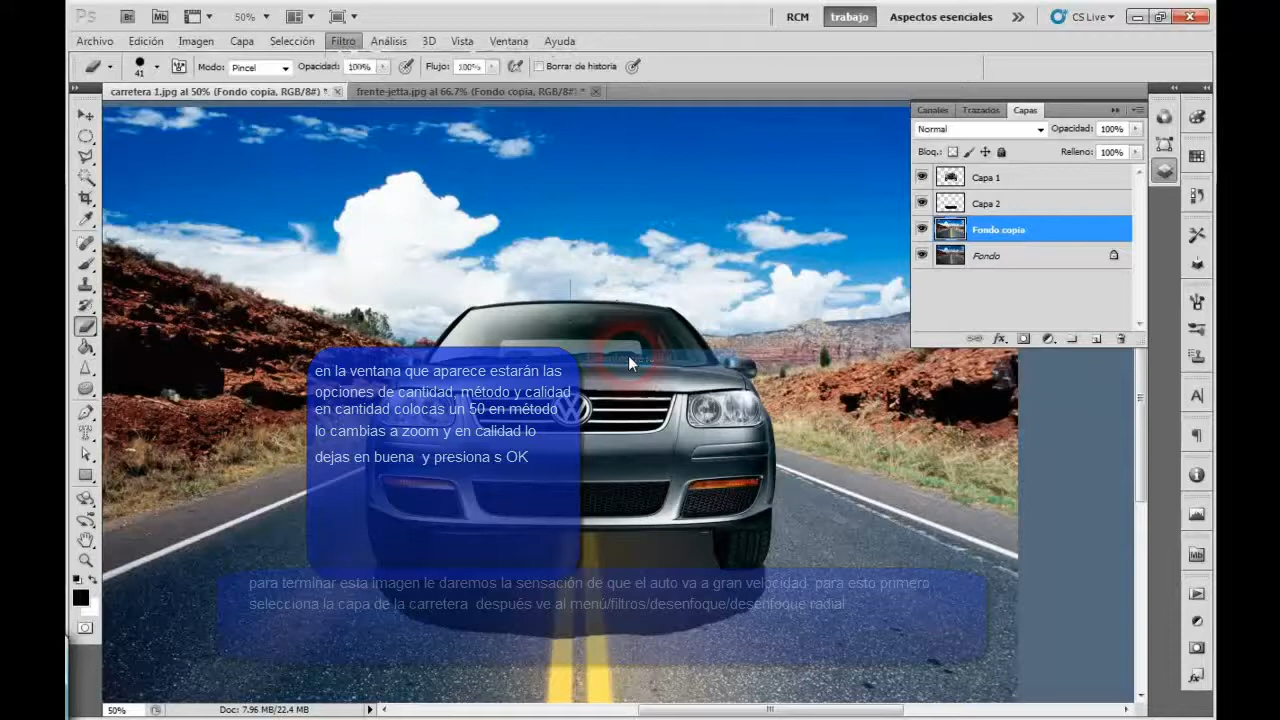 Ps Br Mb 50% RCM trabajo Aspectos esenciales CS Live
Archivo Edición Imagen Capa Selección Filtro Análisis 3D Vista Ventana Ayuda
41 Modo: Pincel Opacidad: 100% Flujo: 100% Borrar de historia
carretera 1.jpg al 50% (Fondo copia, RGB/8#) * frente-jetta.jpg al 66.7% (Fondo copia, RGB/8#) *
Canales Trazados Capas
Normal Opacidad: 100%
Bloq.: Relleno: 100%
Capa 1
Capa 2
Fondo copia
Fondo
en la ventana que aparece estarán las
opciones de cantidad, método y calidad
en cantidad colocas un 50 en método
lo cambias a zoom y en calidad lo
dejas en buena y presiona s OK
para terminar esta imagen le daremos la sensación de que el auto va a gran velocidad para esto primero
selecciona la capa de la carretera después ve al menú/filtros/desenfoque/desenfoque radial
50% Doc: 7.96 MB/22.4 MB
Mb